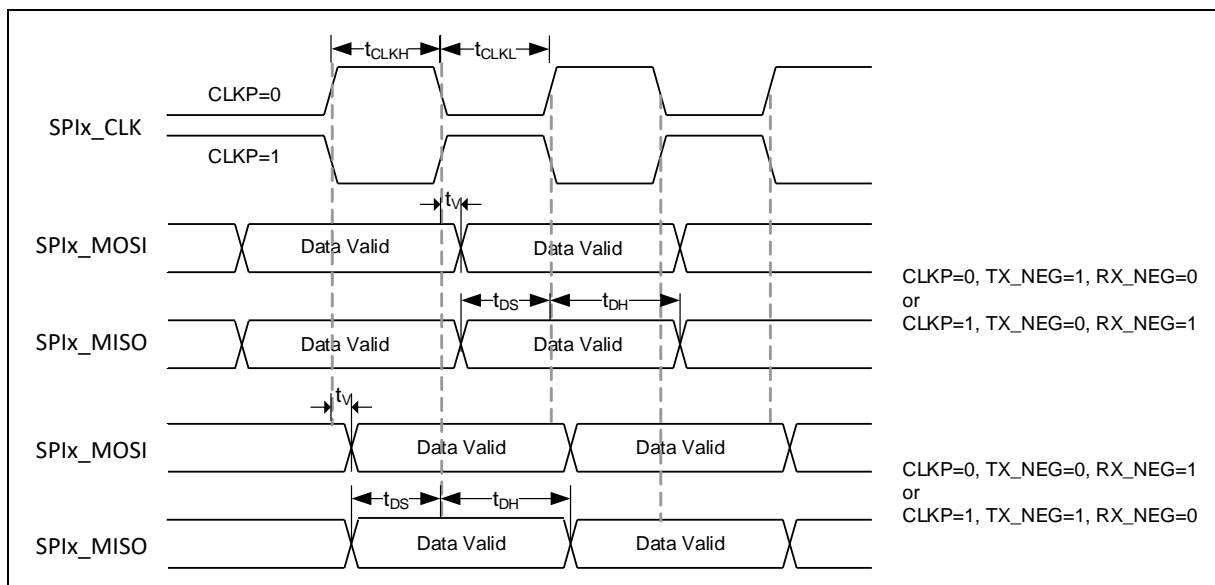 tCLKH tCLKL
CLKP=0
SPIx_CLK
CLKP=1
tV
SPIx_MOSI Data Valid Data Valid
CLKP=0, TX_NEG=1, RX_NEG=0
or
CLKP=1, TX_NEG=0, RX_NEG=1
tDS tDH
SPIx_MISO Data Valid Data Valid
tV
SPIx_MOSI Data Valid Data Valid
CLKP=0, TX_NEG=0, RX_NEG=1
or
CLKP=1, TX_NEG=1, RX_NEG=0
tDS tDH
SPIx_MISO Data Valid Data Valid